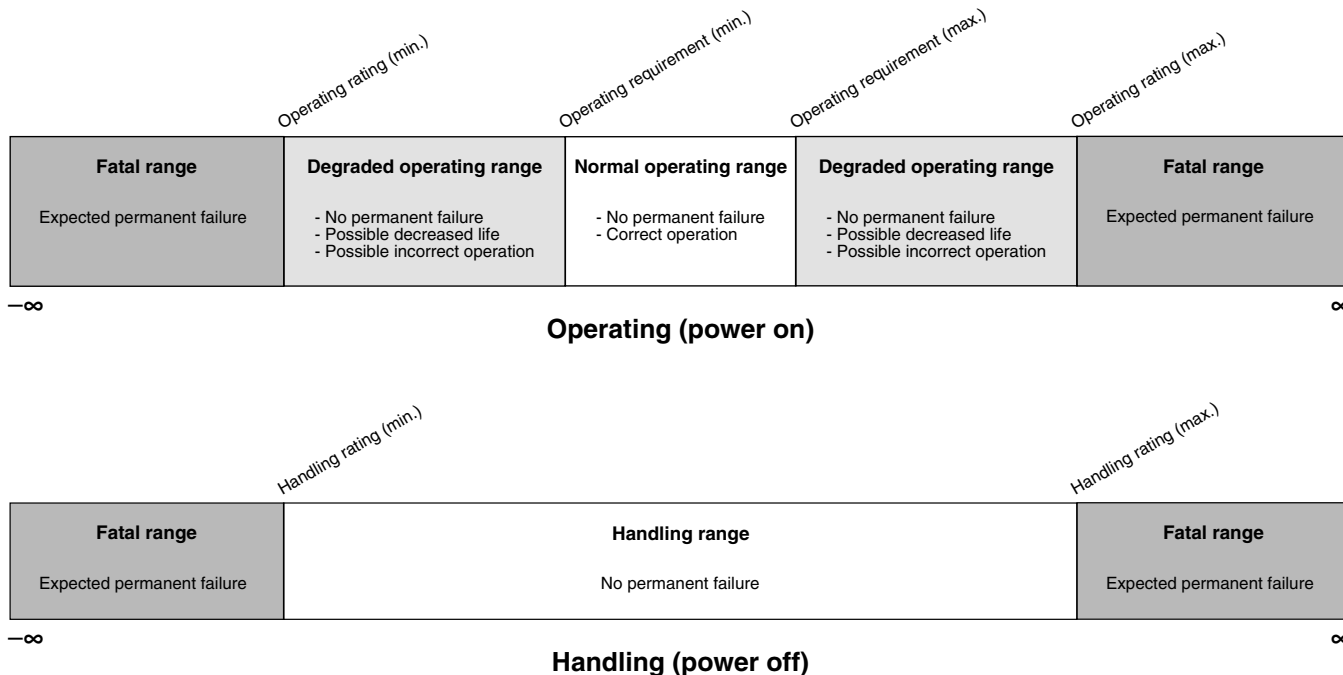 Operating rating (min.)
Operating requirement (min.)
Operating requirement (max.)
Operating rating (max.)
Fatal range
Expected permanent failure
Degraded operating range
- No permanent failure
- Possible decreased life
- Possible incorrect operation
Normal operating range
- No permanent failure
- Correct operation
Degraded operating range
- No permanent failure
- Possible decreased life
- Possible incorrect operation
Fatal range
Expected permanent failure
–∞
∞
Operating (power on)
Handling rating (min.)
Handling rating (max.)
Fatal range
Expected permanent failure
Handling range
No permanent failure
Fatal range
Expected permanent failure
–∞
∞
Handling (power off)